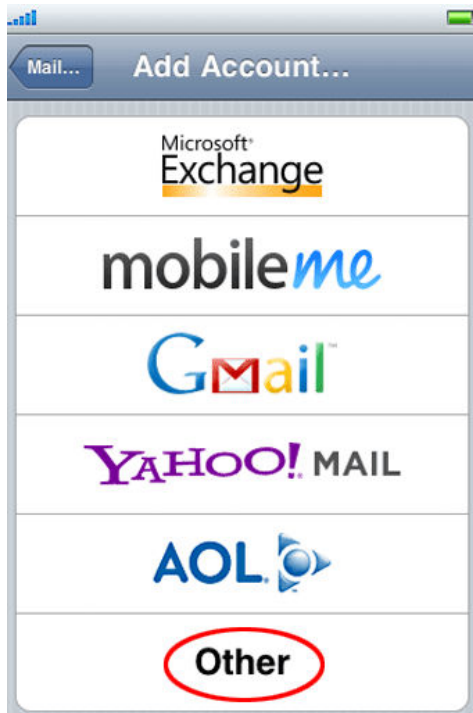 Mail...
Add Account...
Microsoft®
Exchange
mobileme
Gmail™
YAHOO! MAIL
AOL
Other